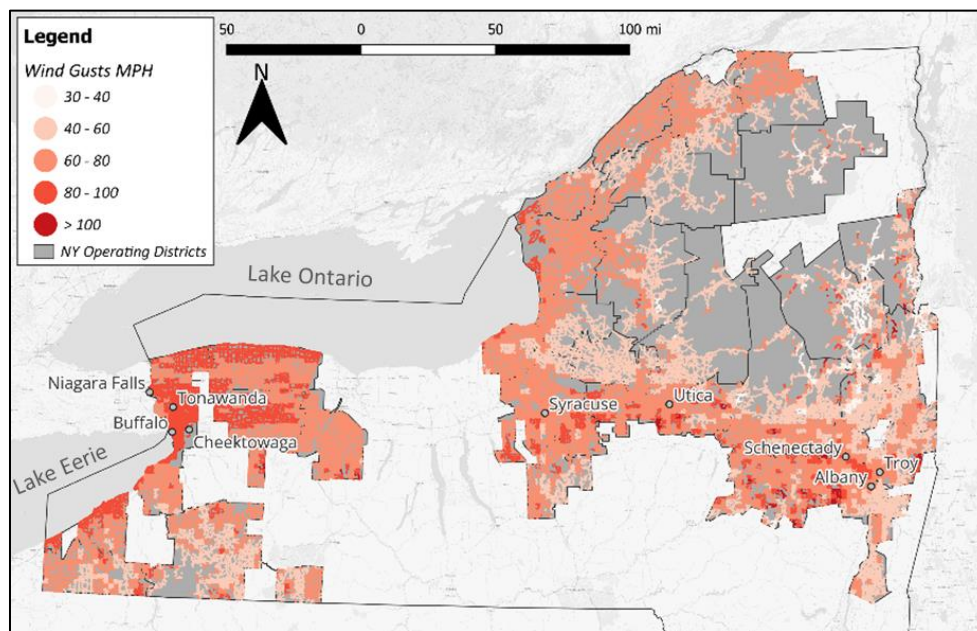 Legend
Wind Gusts MPH
30 - 40
40 - 60
60 - 80
80 - 100
> 100
NY Operating Districts
50 0 50 100 mi
N
Lake Ontario
Niagara Falls
Tonawanda
Buffalo
Cheektowaga
Lake Eerie
Syracuse
Utica
Schenectady
Troy
Albany